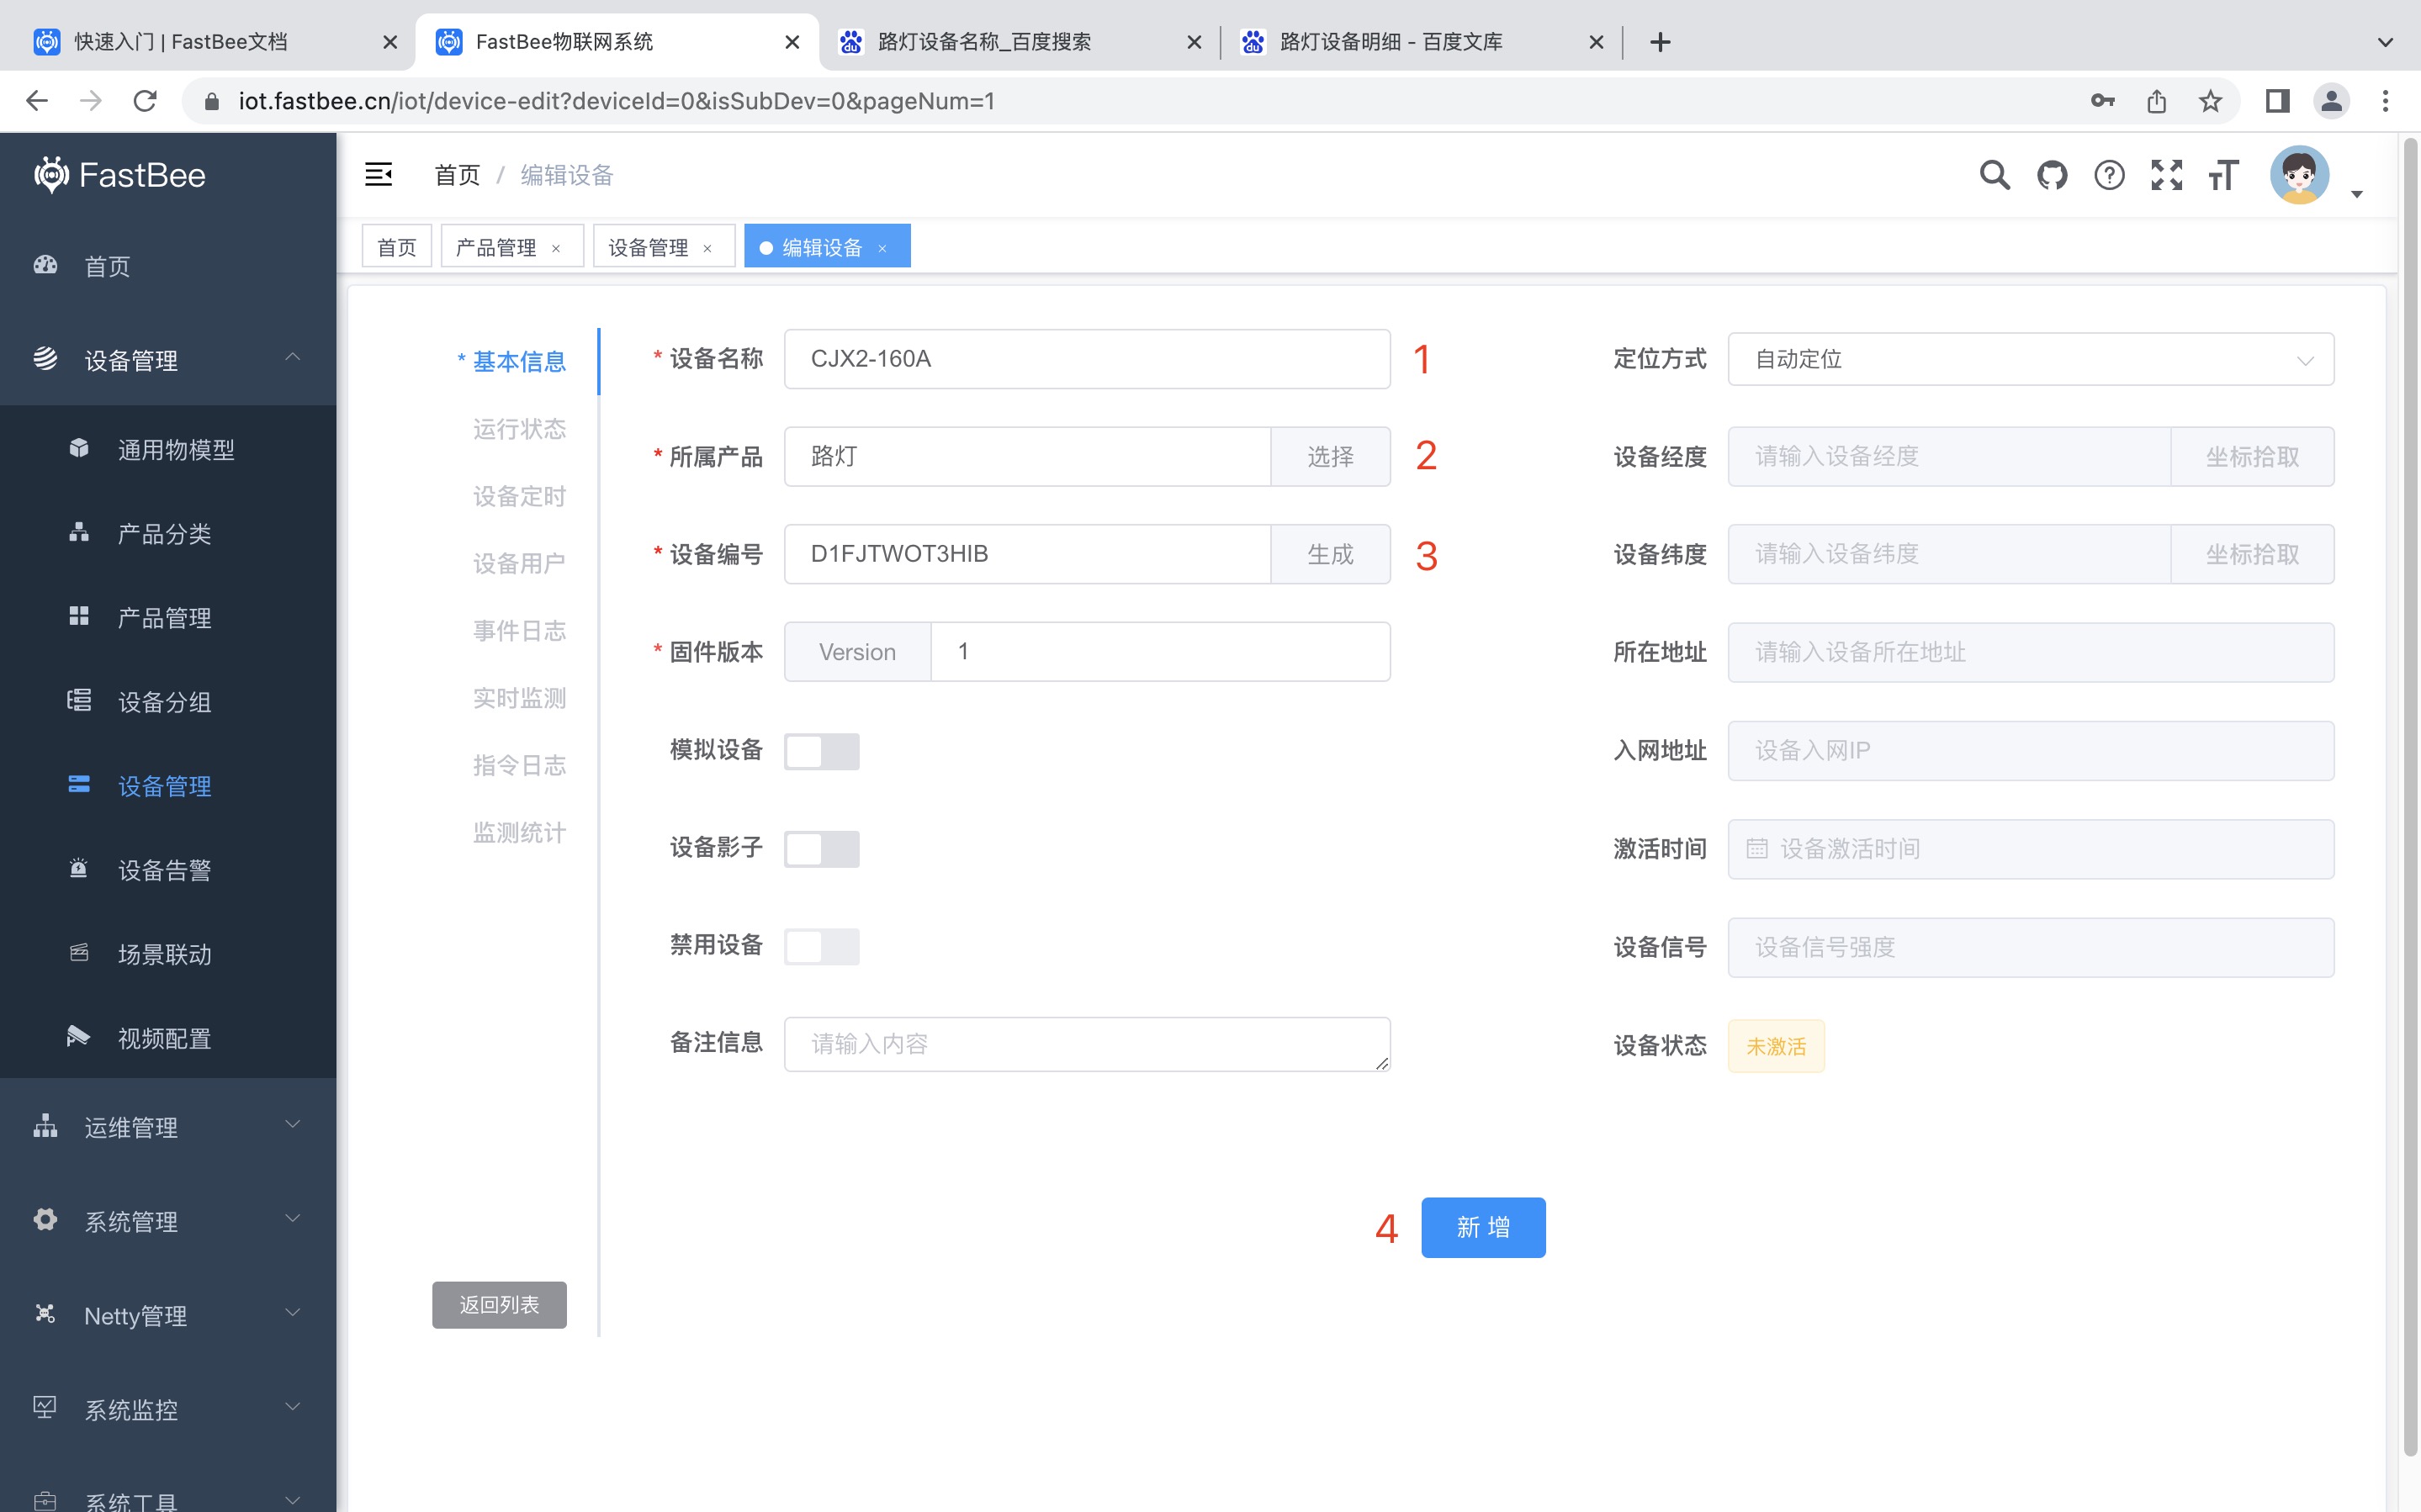 快速入门 | FastBee文档
FastBee物联网系统
路灯设备名称_百度搜索
路灯设备明细 - 百度文库
iot.fastbee.cn/iot/device-edit?deviceId=0&isSubDev=0&pageNum=1
FastBee
首页
设备管理
通用物模型
产品分类
产品管理
设备分组
设备管理
设备告警
场景联动
视频配置
运维管理
系统管理
Netty管理
系统监控
系统工具
首页 / 编辑设备
首页
产品管理 ×
设备管理 ×
编辑设备 ×
* 基本信息
运行状态
设备定时
设备用户
事件日志
实时监测
指令日志
监测统计
返回列表
* 设备名称 CJX2-160A 1
* 所属产品 路灯 选择 2
* 设备编号 D1FJTWOT3HIB 生成 3
* 固件版本 Version 1
模拟设备
设备影子
禁用设备
备注信息 请输入内容
定位方式 自动定位
设备经度 请输入设备经度 坐标拾取
设备纬度 请输入设备纬度 坐标拾取
所在地址 请输入设备所在地址
入网地址 设备入网IP
激活时间 设备激活时间
设备信号 设备信号强度
设备状态 未激活
4 新 增